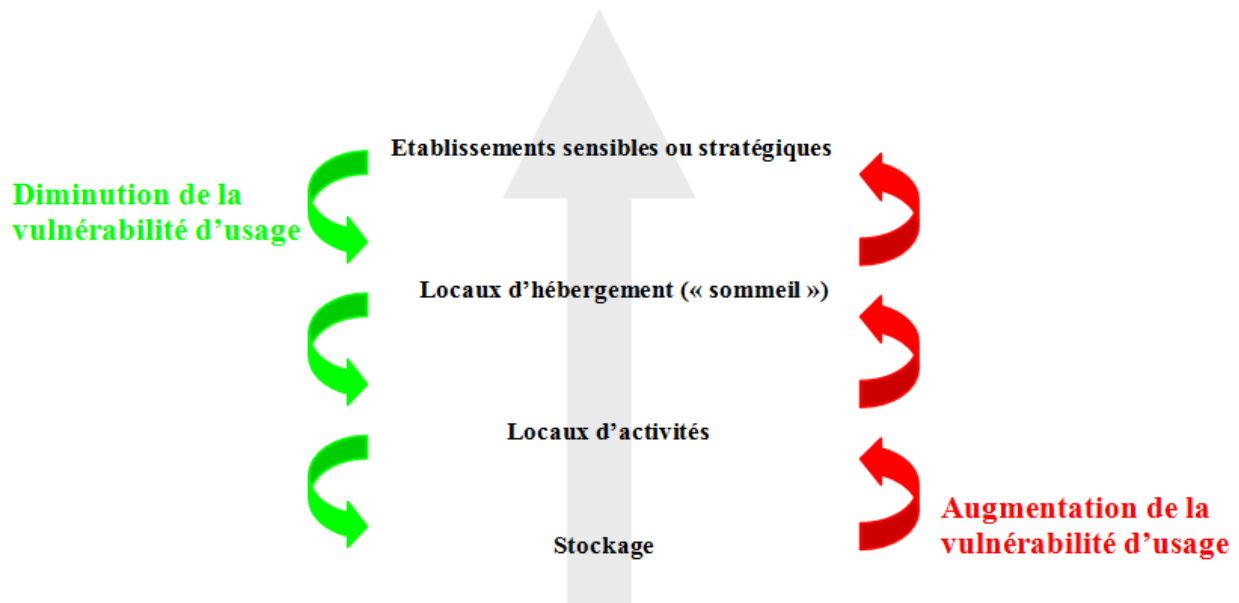 Etablissements sensibles ou stratégiques
Diminution de la
vulnérabilité d’usage
Locaux d’hébergement (« sommeil »)
Locaux d’activités
Augmentation de la
vulnérabilité d’usage
Stockage